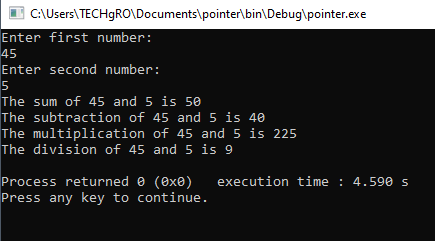 C:\Users\TECHgRO\Documents\pointer\bin\Debug\pointer.exe
Enter first number:
45
Enter second number:
5
The sum of 45 and 5 is 50
The subtraction of 45 and 5 is 40
The multiplication of 45 and 5 is 225
The division of 45 and 5 is 9
Process returned 0 (0x0)   execution time : 4.590 s
Press any key to continue.